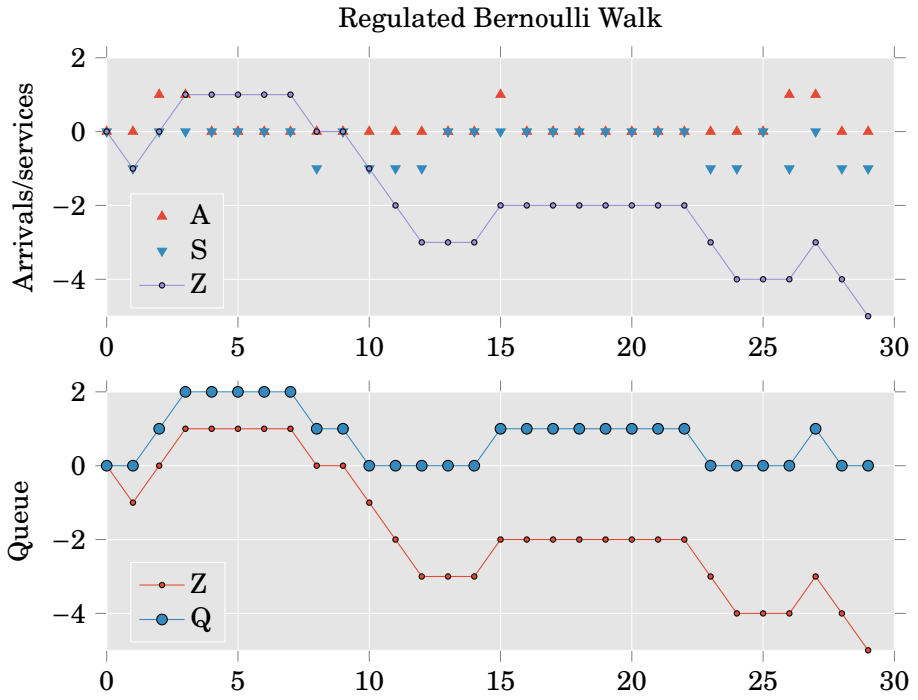 Regulated Bernoulli Walk
Arrivals/services
2
0
−2
−4
A
S
Z
0 5 10 15 20 25 30
Queue
2
0
−2
−4
Z
Q
0 5 10 15 20 25 30